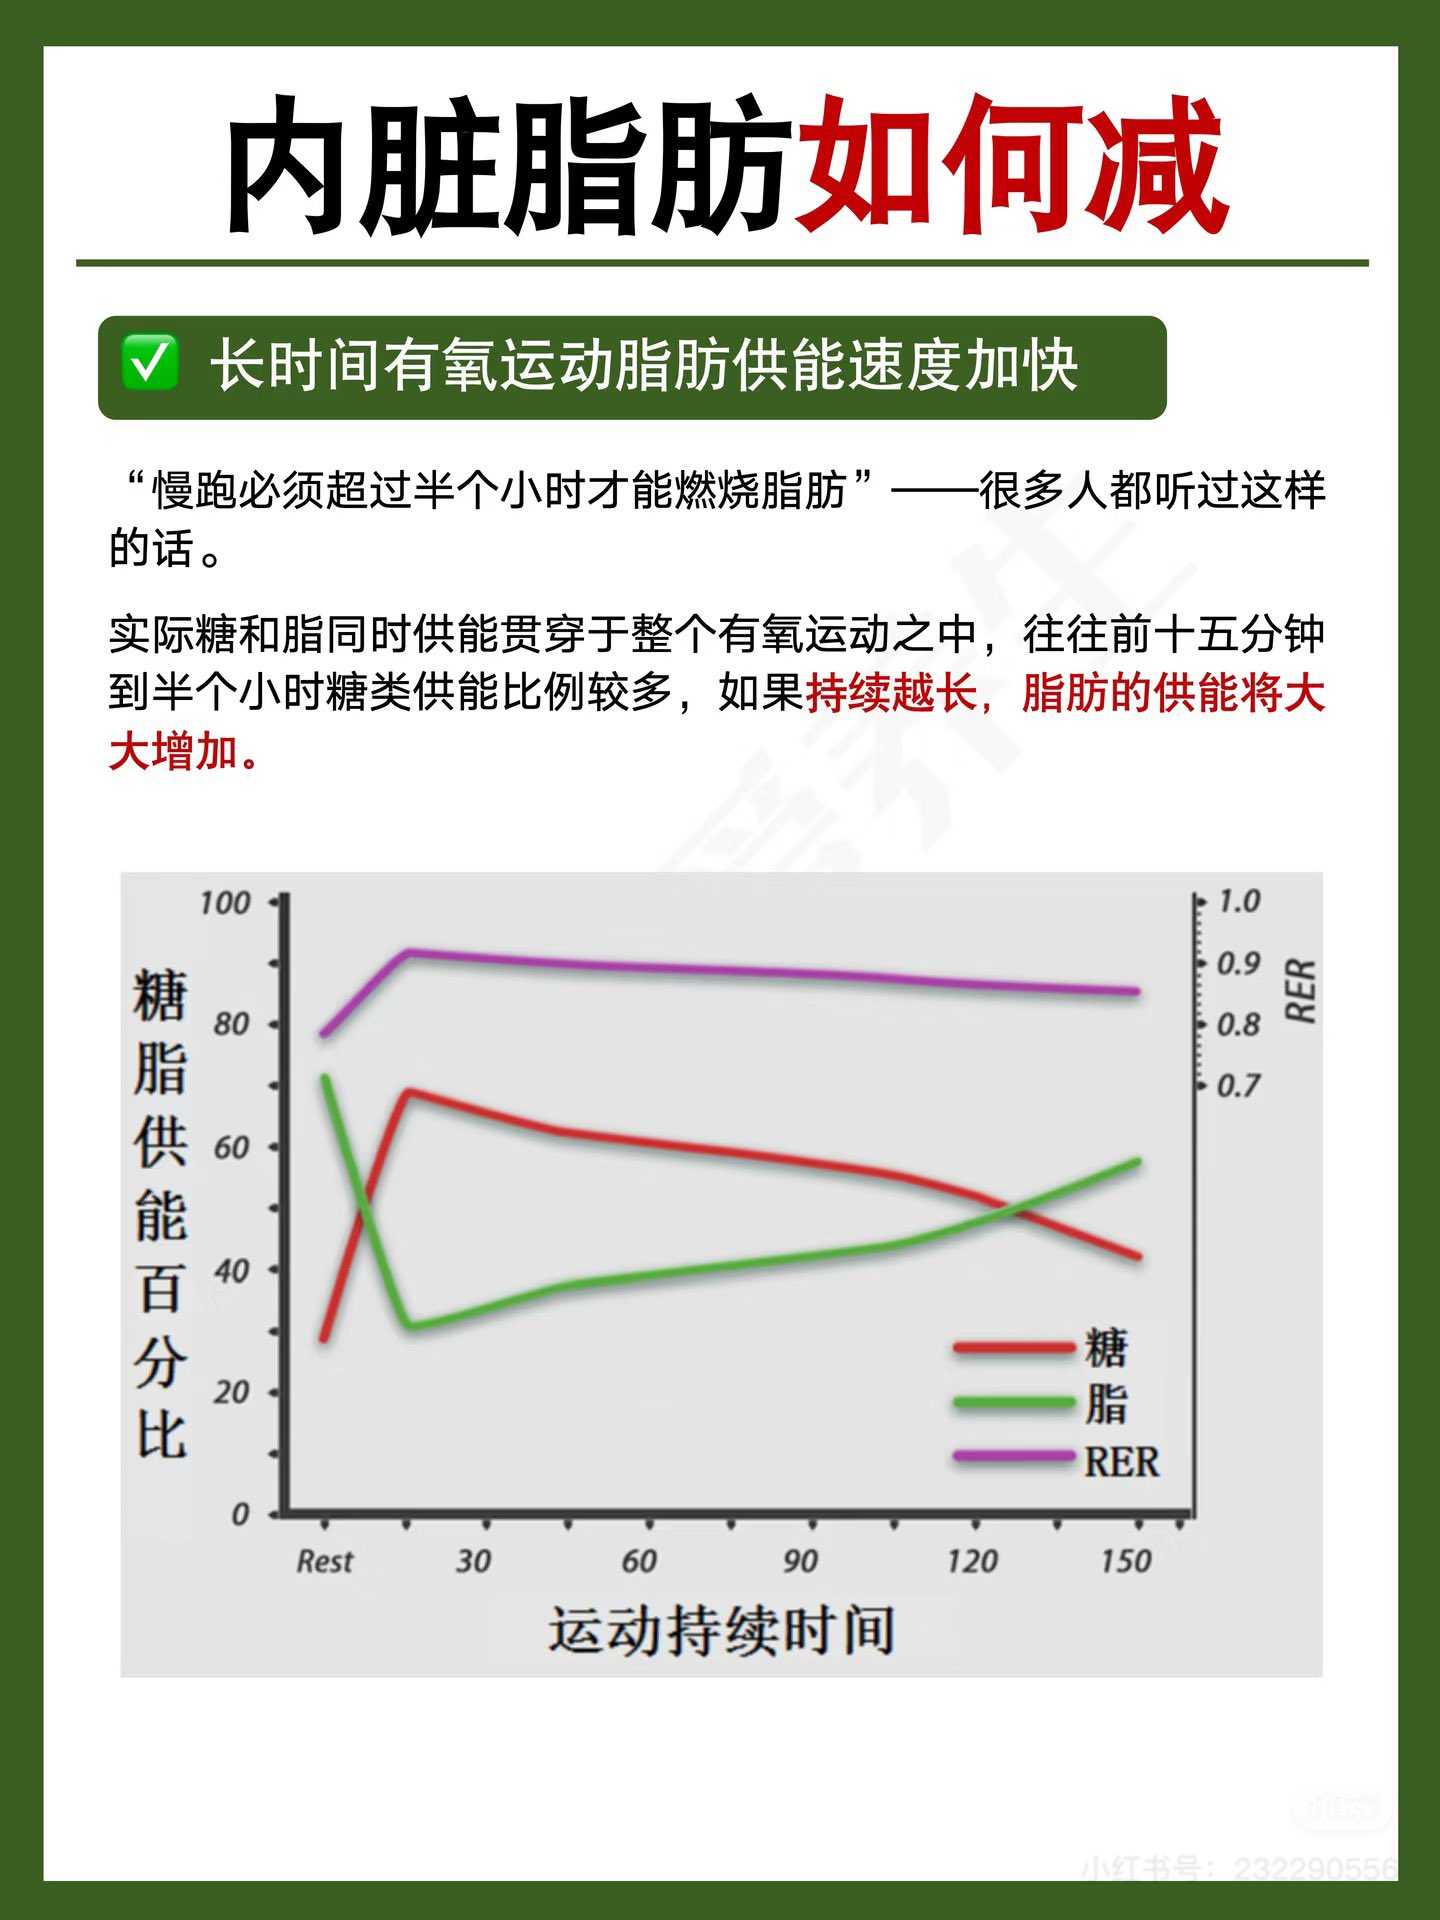 内脏脂肪如何减
✅ 长时间有氧运动脂肪供能速度加快
“慢跑必须超过半个小时才能燃烧脂肪”——很多人都听过这样
的话。
实际糖和脂同时供能贯穿于整个有氧运动之中，往往前十五分钟
到半个小时糖类供能比例较多，如果持续越长，脂肪的供能将大
大增加。
糖脂供能百分比
100
80
60
40
20
0
1.0
0.9
0.8
0.7
RER
糖
脂
RER
Rest 30 60 90 120 150
运动持续时间
小红书
小红书号：232290556